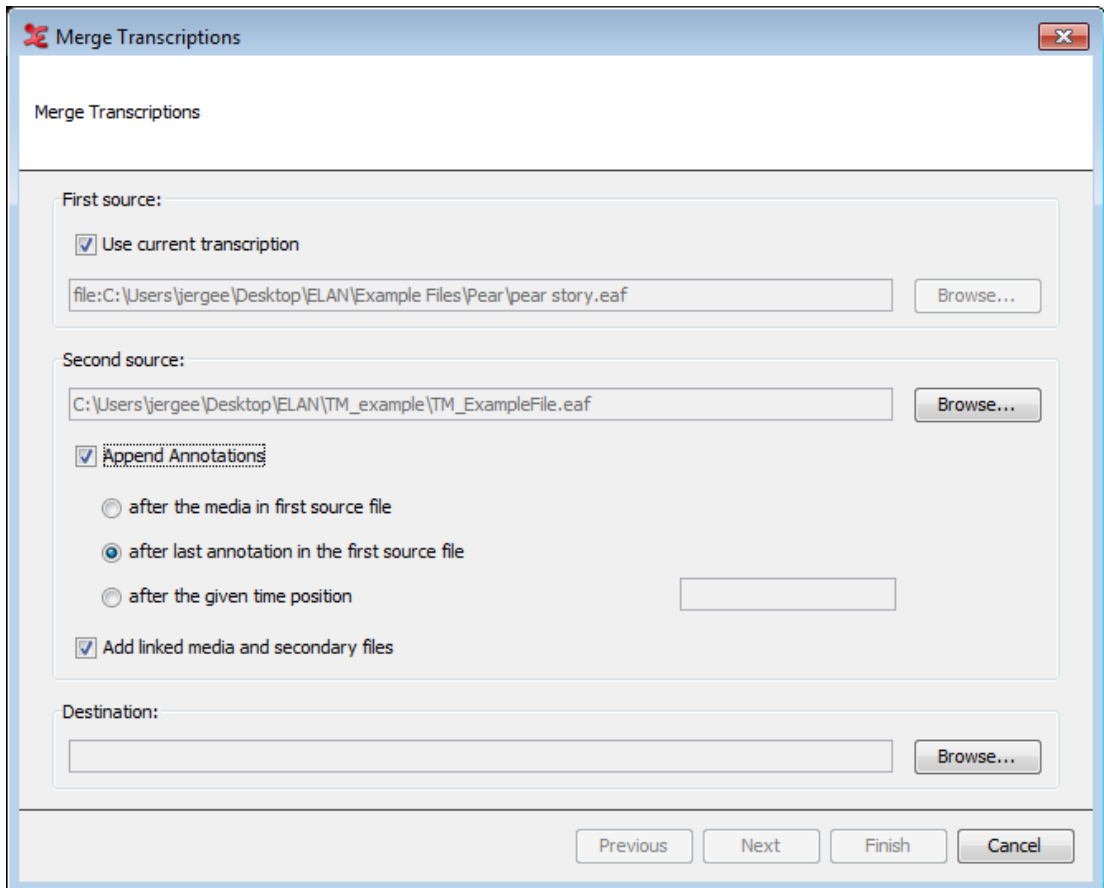 Merge Transcriptions
Merge Transcriptions
First source:
Use current transcription
file:C:\Users\jergee\Desktop\ELAN\Example Files\Pear\pear story.eaf
Browse...
Second source:
C:\Users\jergee\Desktop\ELAN\TM_example\TM_ExampleFile.eaf
Browse...
Append Annotations
after the media in first source file
after last annotation in the first source file
after the given time position
Add linked media and secondary files
Destination:
Browse...
Previous Next Finish Cancel